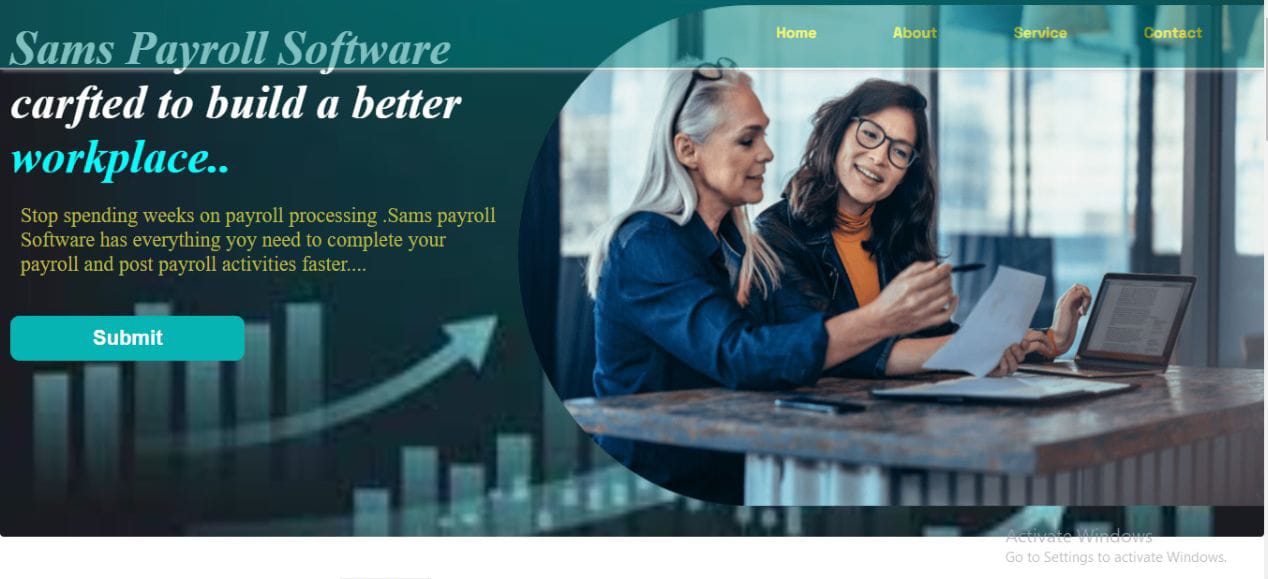 Home About Service Contact
Sams Payroll Software
carfted to build a better
workplace..
Stop spending weeks on payroll processing .Sams payroll
Software has everything yoy need to complete your
payroll and post payroll activities faster....
Submit
Activate Windows
Go to Settings to activate Windows.